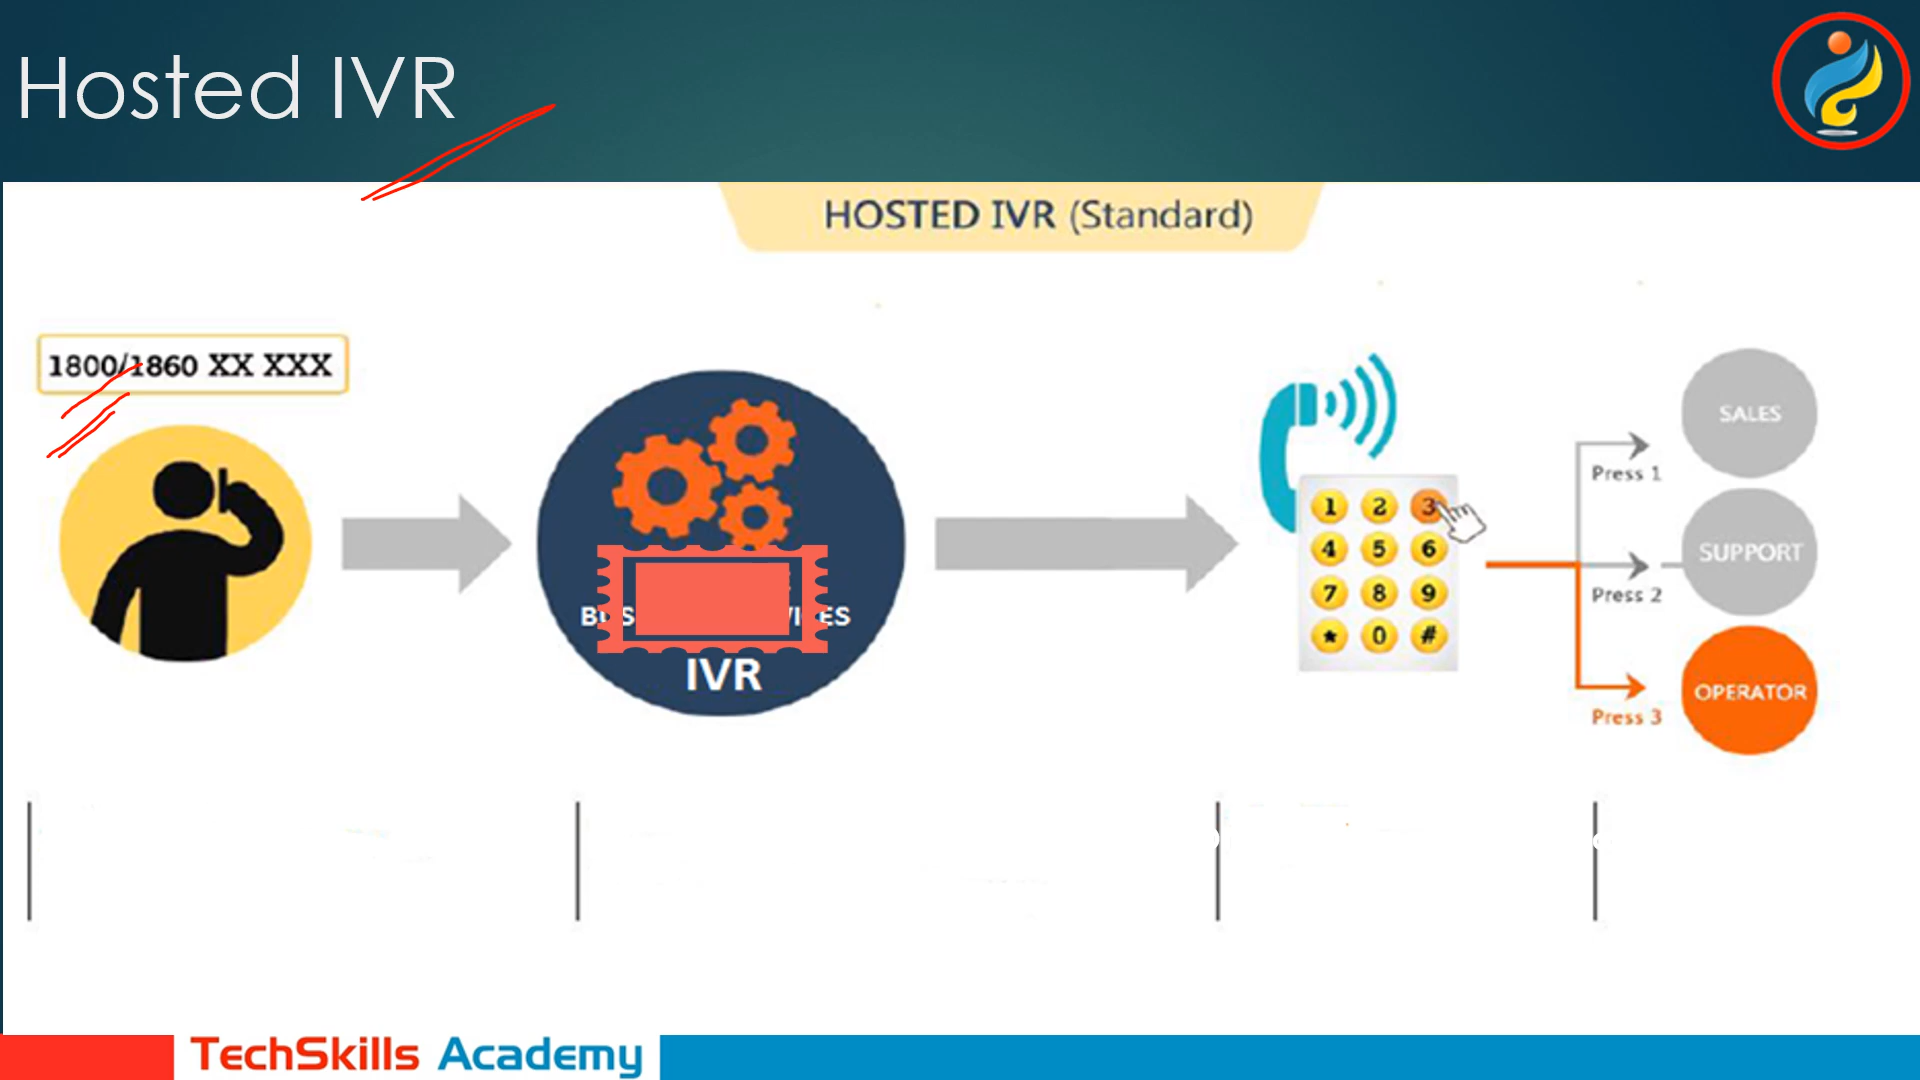 Hosted IVR
HOSTED IVR (Standard)
1800/1860 XX XXX
IVR
1 2 3
4 5 6
7 8 9
* 0 #
SALES
Press 1
SUPPORT
Press 2
OPERATOR
Press 3
TechSkills Academy